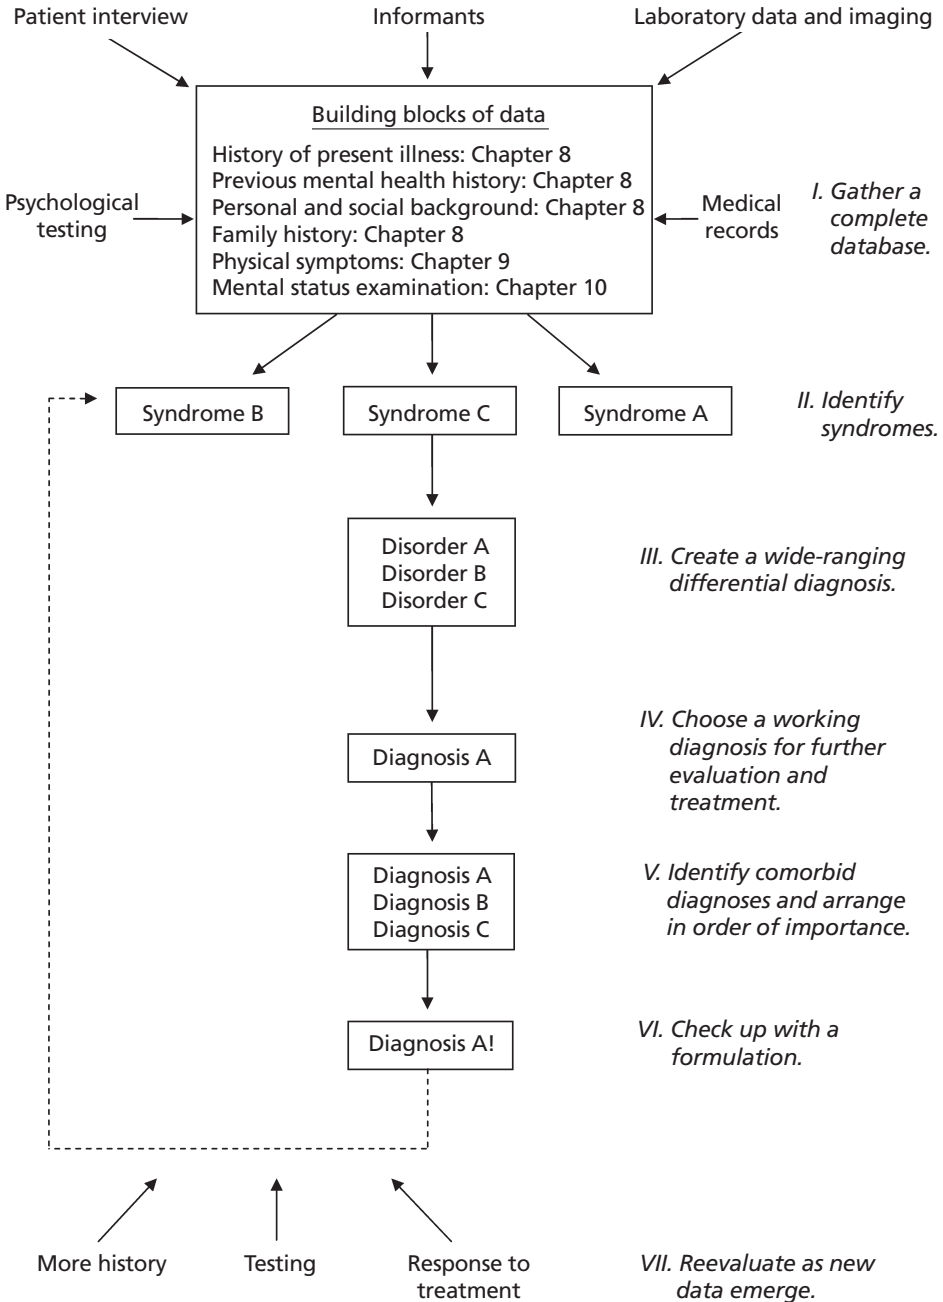 Patient interview
Informants
Laboratory data and imaging
Building blocks of data
History of present illness: Chapter 8
Previous mental health history: Chapter 8
Personal and social background: Chapter 8
Family history: Chapter 8
Physical symptoms: Chapter 9
Mental status examination: Chapter 10
Psychological
testing
Medical
records
I. Gather a
complete
database.
Syndrome B
Syndrome C
Syndrome A
II. Identify
syndromes.
Disorder A
Disorder B
Disorder C
III. Create a wide-ranging
differential diagnosis.
Diagnosis A
IV. Choose a working
diagnosis for further
evaluation and
treatment.
Diagnosis A
Diagnosis B
Diagnosis C
V. Identify comorbid
diagnoses and arrange
in order of importance.
Diagnosis A!
VI. Check up with a
formulation.
More history
Testing
Response to
treatment
VII. Reevaluate as new
data emerge.